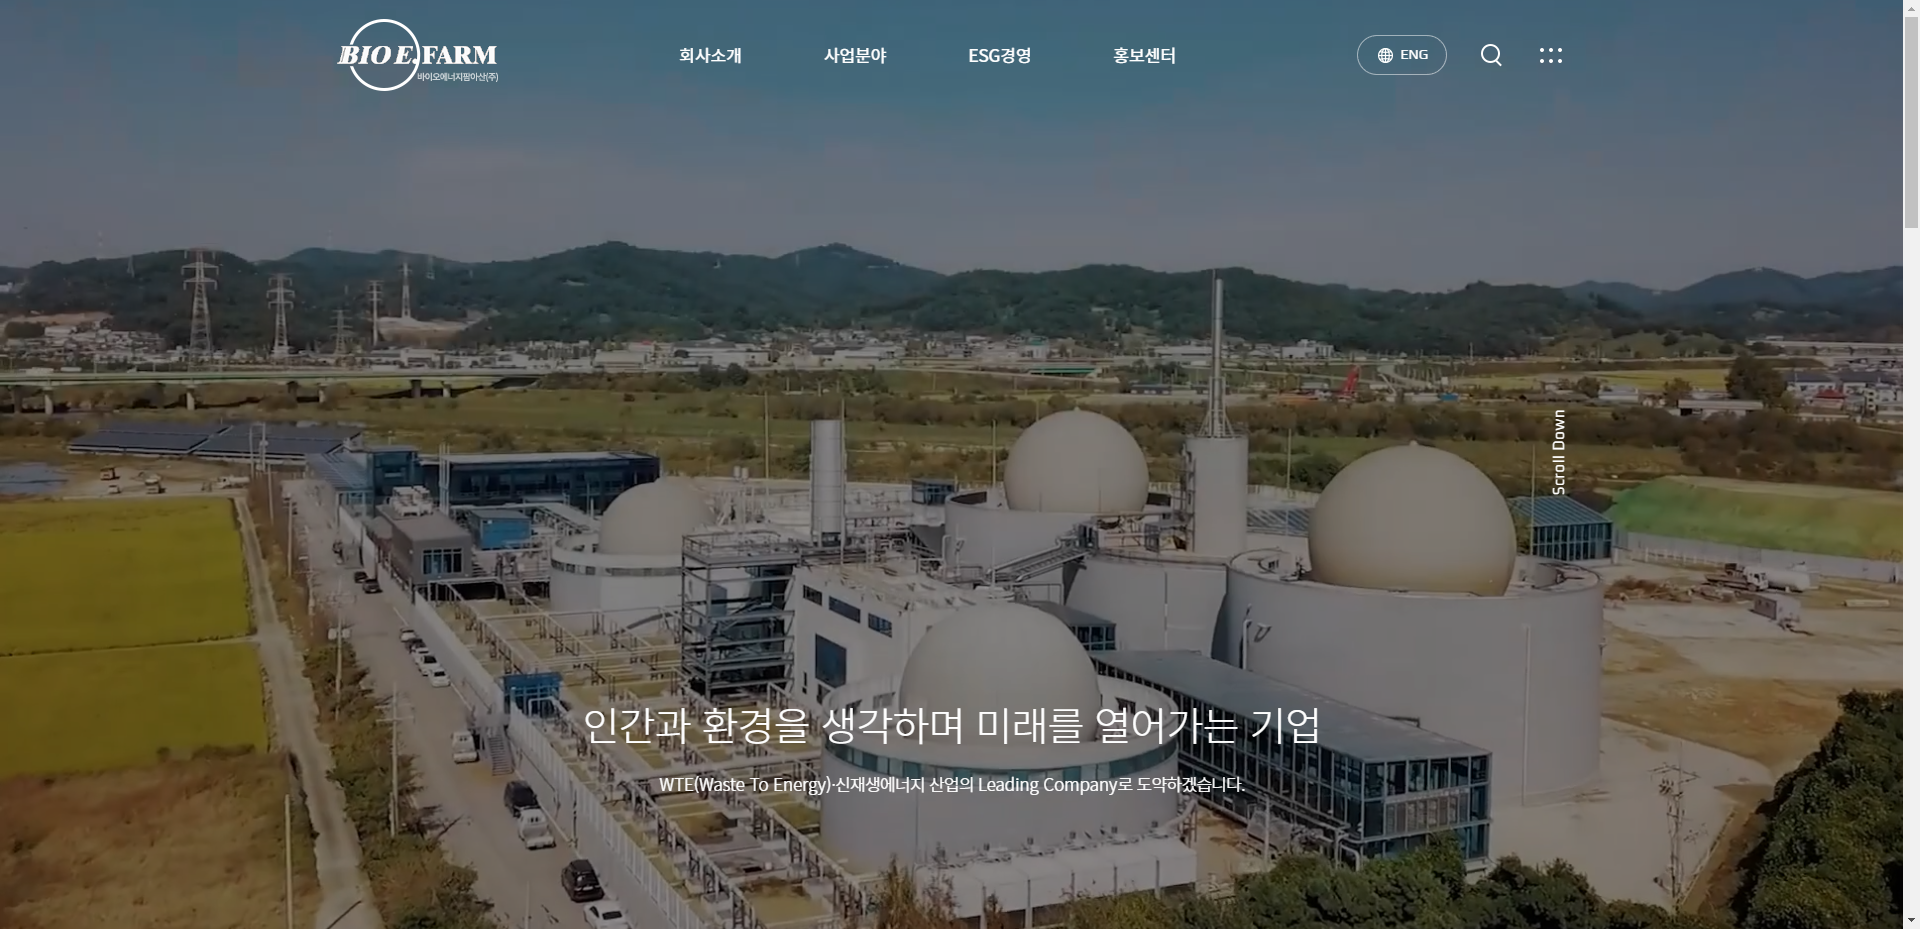 BIO E.FARM
바이오에너지팜아산(주)
회사소개
사업분야
ESG경영
홍보센터
ENG
Scroll Down
인간과 환경을 생각하며 미래를 열어가는 기업
WTE(Waste To Energy)·신재생에너지 산업의 Leading Company로 도약하겠습니다.